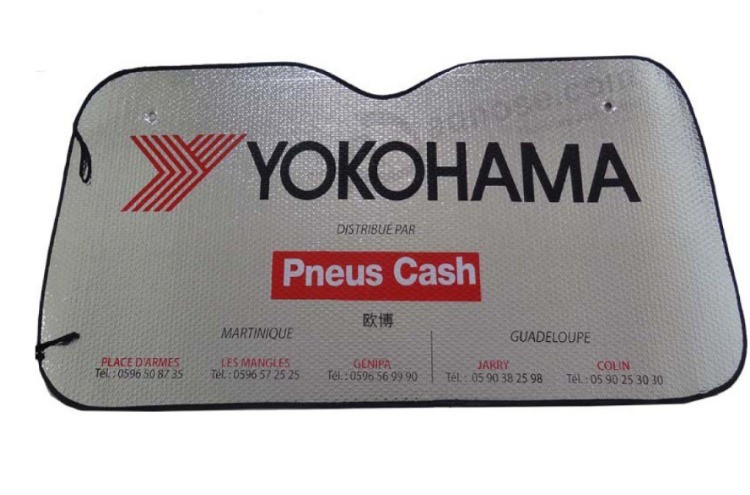 YOKOHAMA
DISTRIBUÉ PAR
Pneus Cash
欧博
MARTINIQUE
GUADELOUPE
PLACE D'ARMES
Tél. : 0596 50 87 35
LES MANGLES
Tél. : 0596 57 25 25
GÉNIPA
Tél. : 0596 56 99 90
JARRY
Tél. : 05 90 38 25 98
COLIN
Tél. : 05 90 25 30 30